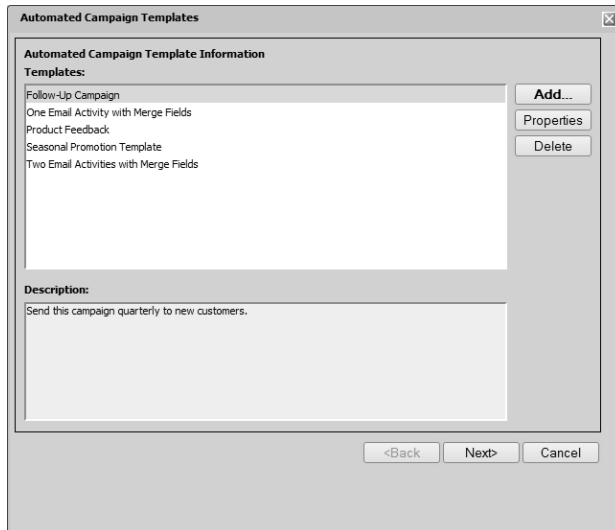 Automated Campaign Templates
Automated Campaign Template Information
Templates:
Follow-Up Campaign
One Email Activity with Merge Fields
Product Feedback
Seasonal Promotion Template
Two Email Activities with Merge Fields
Add...
Properties
Delete
Description:
Send this campaign quarterly to new customers.
<Back
Next>
Cancel